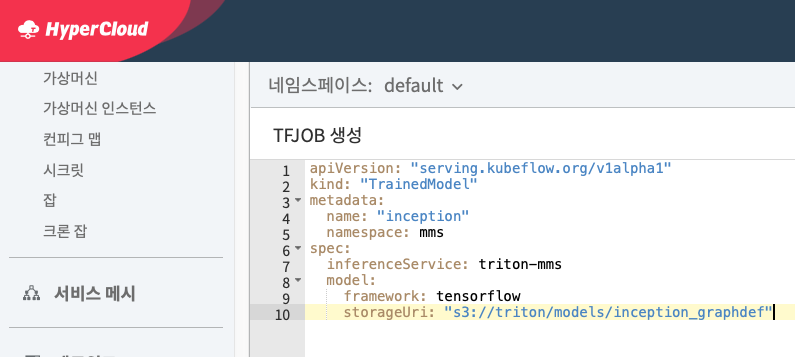 HyperCloud
가상머신
가상머신 인스턴스
컨피그 맵
시크릿
잡
크론 잡
서비스 메시
네임스페이스: default
TFJOB 생성
1 apiVersion: "serving.kubeflow.org/v1alpha1"
2 kind: "TrainedModel"
3 metadata:
4 name: "inception"
5 namespace: mms
6 spec:
7 inferenceService: triton-mms
8 model:
9 framework: tensorflow
10 storageUri: "s3://triton/models/inception_graphdef"